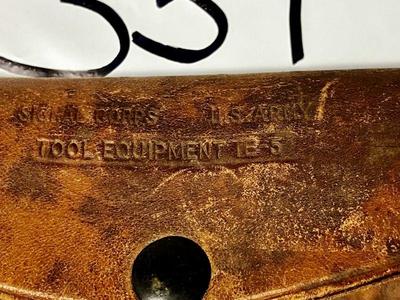 SIGNAL CORPS U.S. ARMY
TOOL EQUIPMENT TE-5